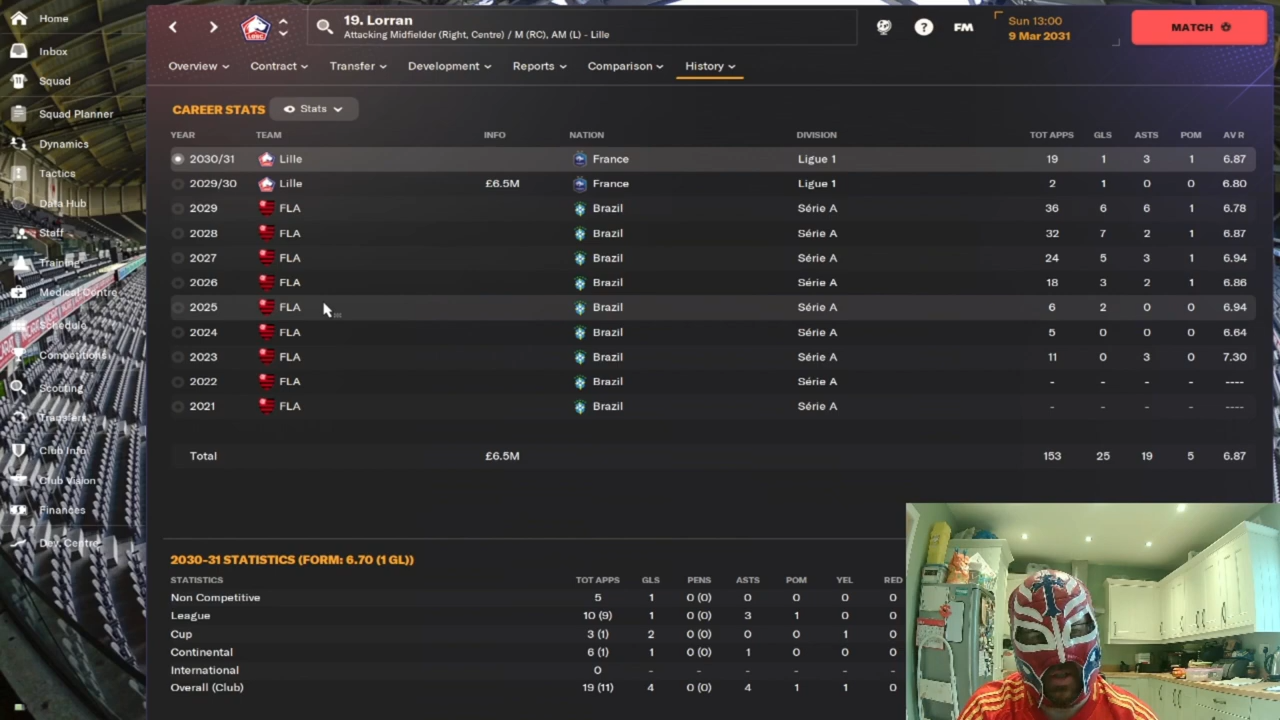 Home
Inbox
Squad
Squad Planner
Dynamics
Tactics
Data Hub
Staff
Training
Medical Centre
Schedule
Competitions
Scouting
Transfers
Club Info
Club Vision
Finances
Dev. Centre
19. Lorran
Attacking Midfielder (Right, Centre) / M (RC), AM (L) - Lille
FM
Sun 13:00
9 Mar 2031
MATCH
Overview Contract Transfer Development Reports Comparison History
CAREER STATS Stats
YEAR TEAM INFO NATION DIVISION TOT APPS GLS ASTS POM AV R
2030/31 Lille France Ligue 1 19 1 3 1 6.87
2029/30 Lille £6.5M France Ligue 1 2 1 0 0 6.80
2029 FLA Brazil Série A 36 6 6 1 6.78
2028 FLA Brazil Série A 32 7 2 1 6.87
2027 FLA Brazil Série A 24 5 3 1 6.94
2026 FLA Brazil Série A 18 3 2 1 6.86
2025 FLA Brazil Série A 6 2 0 0 6.94
2024 FLA Brazil Série A 5 0 0 0 6.64
2023 FLA Brazil Série A 11 0 3 0 7.30
2022 FLA Brazil Série A - - - - ----
2021 FLA Brazil Série A - - - - ----
Total £6.5M 153 25 19 5 6.87
2030-31 STATISTICS (FORM: 6.70 (1 GL))
STATISTICS TOT APPS GLS PENS ASTS POM YEL RED
Non Competitive 5 1 0 (0) 0 0 0 0
League 10 (9) 1 0 (0) 3 1 0 0
Cup 3 (1) 2 0 (0) 0 0 1 0
Continental 6 (1) 1 0 (0) 1 0 0 0
International 0 - - - - - -
Overall (Club) 19 (11) 4 0 (0) 4 1 1 0